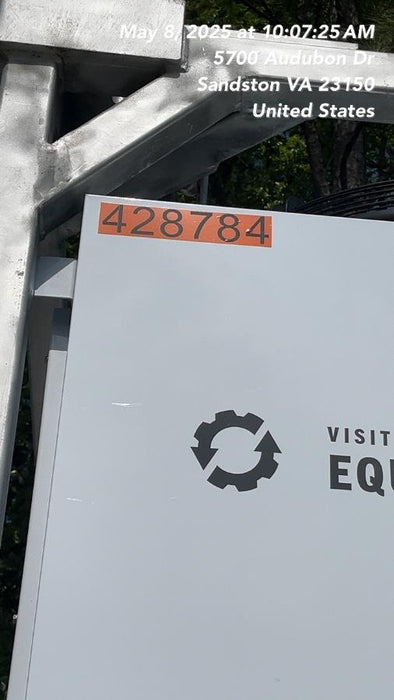 May 8, 2025 at 10:07:25 AM
5700 Audubon Dr
Sandston VA 23150
United States
428784
VISIT
EQU